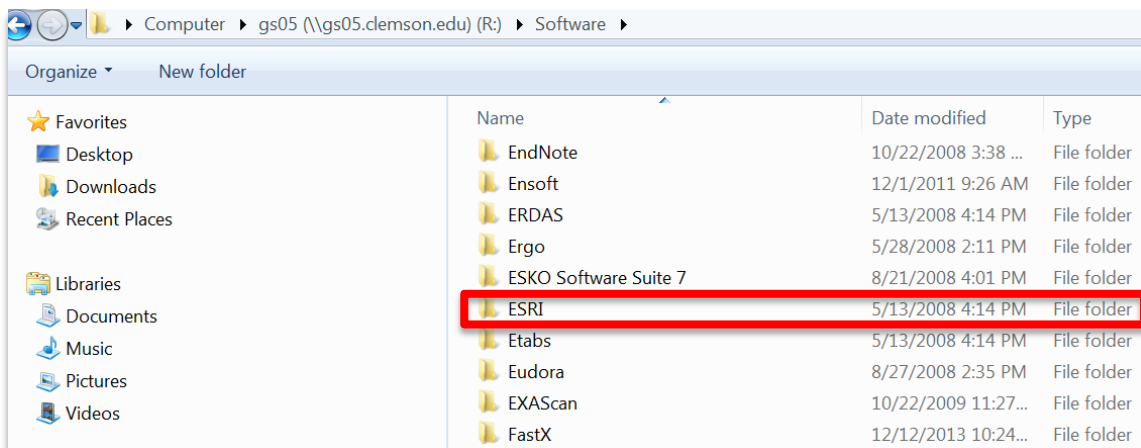 Computer gs05 (\\gs05.clemson.edu) (R:) Software
Organize New folder
Favorites
Desktop
Downloads
Recent Places
Libraries
Documents
Music
Pictures
Videos
Name Date modified Type
EndNote 10/22/2008 3:38 ... File folder
Ensoft 12/1/2011 9:26 AM File folder
ERDAS 5/13/2008 4:14 PM File folder
Ergo 5/28/2008 2:11 PM File folder
ESKO Software Suite 7 8/21/2008 4:01 PM File folder
ESRI 5/13/2008 4:14 PM File folder
Etabs 5/13/2008 4:14 PM File folder
Eudora 8/27/2008 2:35 PM File folder
EXAScan 10/22/2009 11:27... File folder
FastX 12/12/2013 10:24... File folder